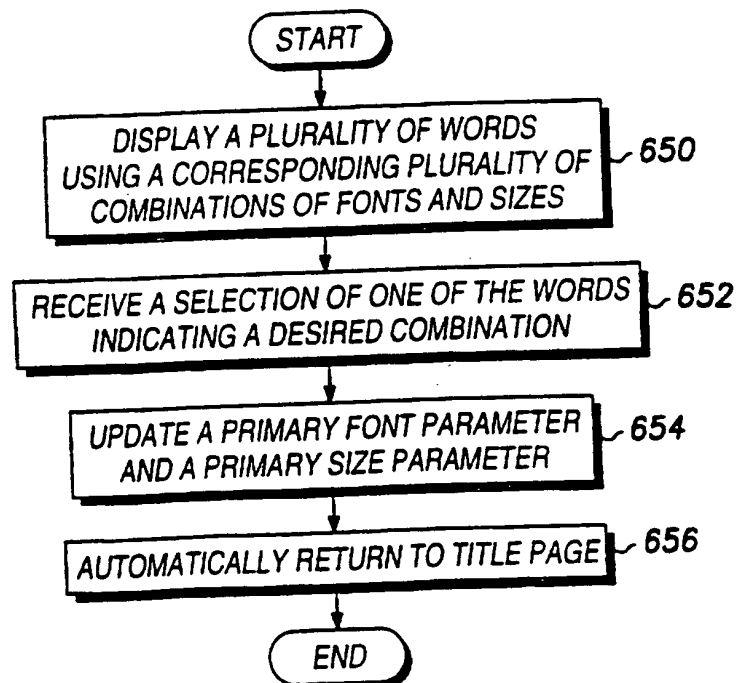 START
DISPLAY A PLURALITY OF WORDS
USING A CORRESPONDING PLURALITY OF
COMBINATIONS OF FONTS AND SIZES
650
RECEIVE A SELECTION OF ONE OF THE WORDS
INDICATING A DESIRED COMBINATION
652
UPDATE A PRIMARY FONT PARAMETER
AND A PRIMARY SIZE PARAMETER
654
AUTOMATICALLY RETURN TO TITLE PAGE
656
END